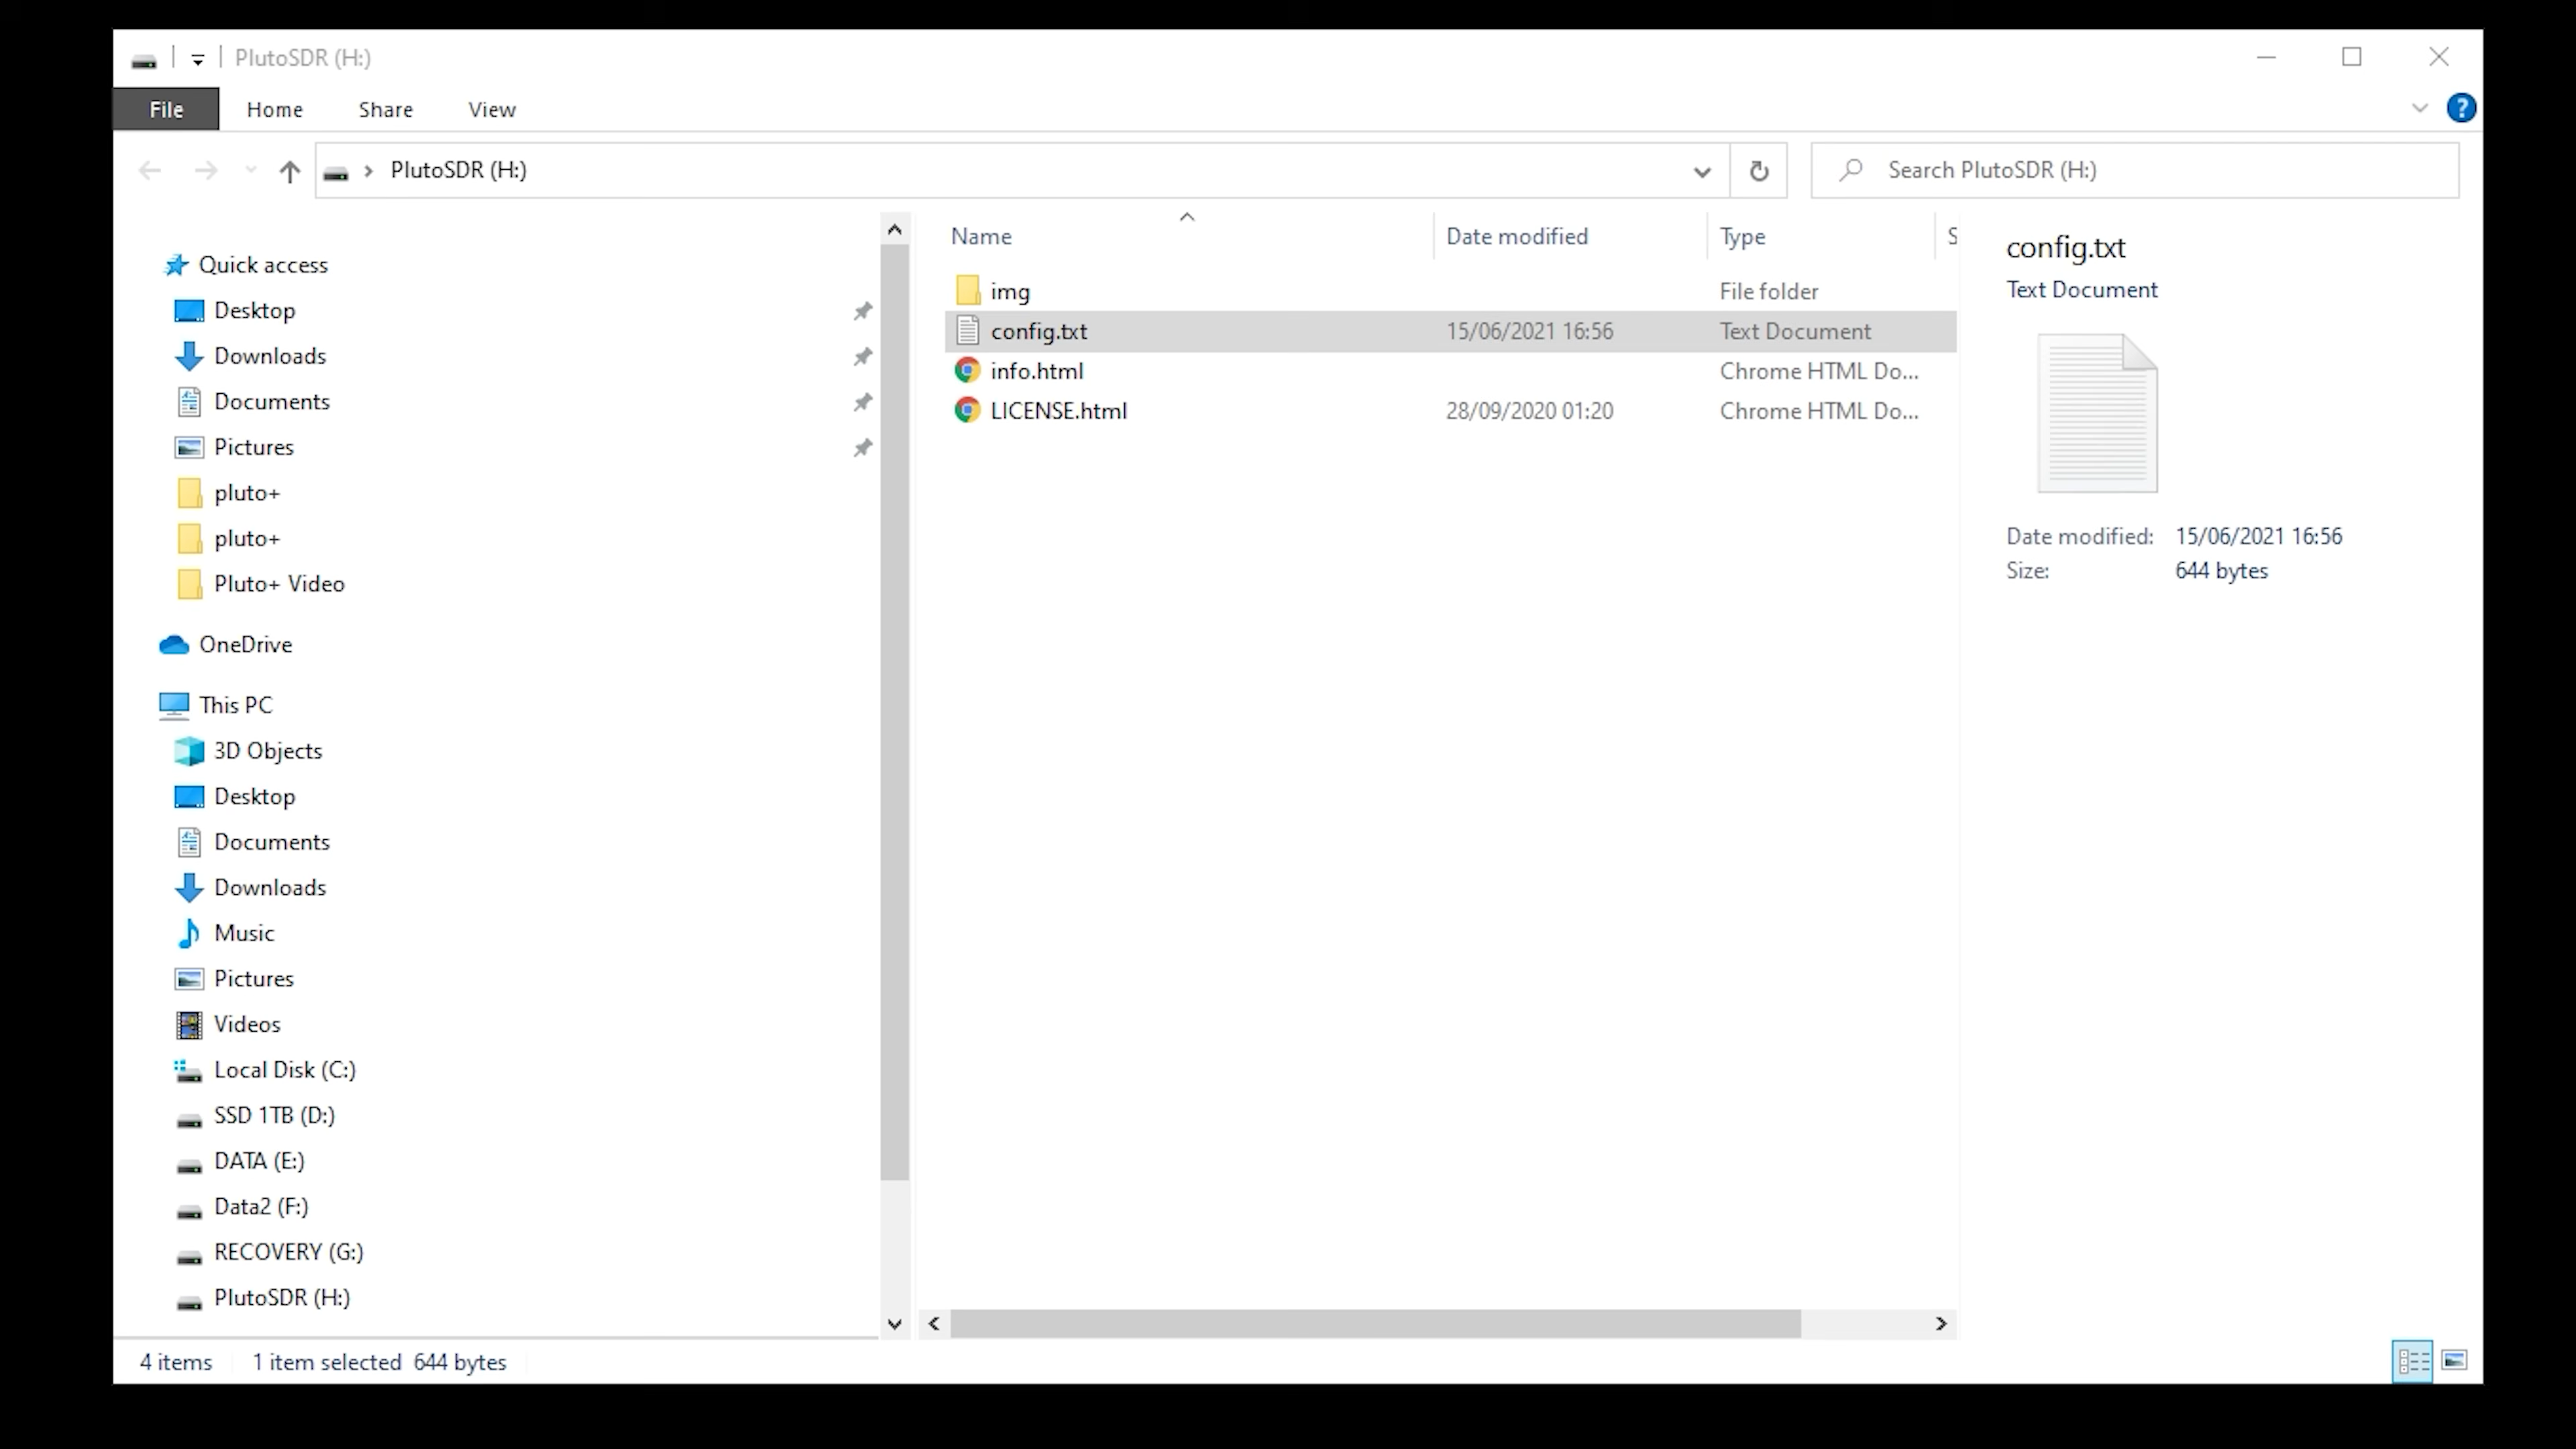 PlutoSDR (H:)
File Home Share View
PlutoSDR (H:)
Search PlutoSDR (H:)
Quick access
Desktop
Downloads
Documents
Pictures
pluto+
pluto+
Pluto+ Video
OneDrive
This PC
3D Objects
Desktop
Documents
Downloads
Music
Pictures
Videos
Local Disk (C:)
SSD 1TB (D:)
DATA (E:)
Data2 (F:)
RECOVERY (G:)
PlutoSDR (H:)
Name Date modified Type S
img File folder
config.txt 15/06/2021 16:56 Text Document
info.html Chrome HTML Do...
LICENSE.html 28/09/2020 01:20 Chrome HTML Do...
config.txt
Text Document
Date modified: 15/06/2021 16:56
Size: 644 bytes
4 items 1 item selected 644 bytes